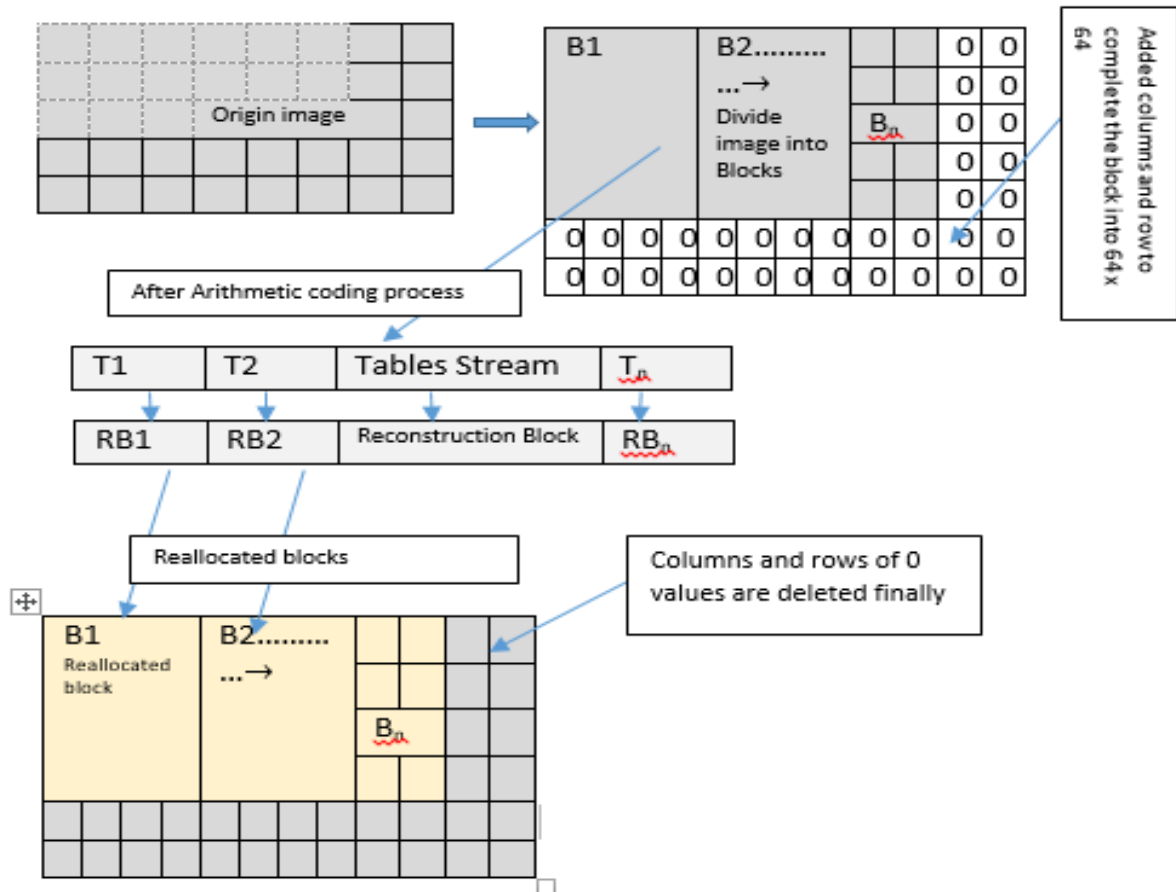 Origin image
B1
B2.........
...→
Divide
image into
Blocks
Bn
0 0
0 0
0 0
0 0
0 0
0 0 0 0 0 0 0 0 0 0 0 0
0 0 0 0 0 0 0 0 0 0 0 0
Added columns and row to
complete the block into 64 x
64
After Arithmetic coding process
T1 T2 Tables Stream Tn
RB1 RB2 Reconstruction Block RBn
Reallocated blocks
Columns and rows of 0
values are deleted finally
B1
Reallocated
block
B2.........
...→
Bn